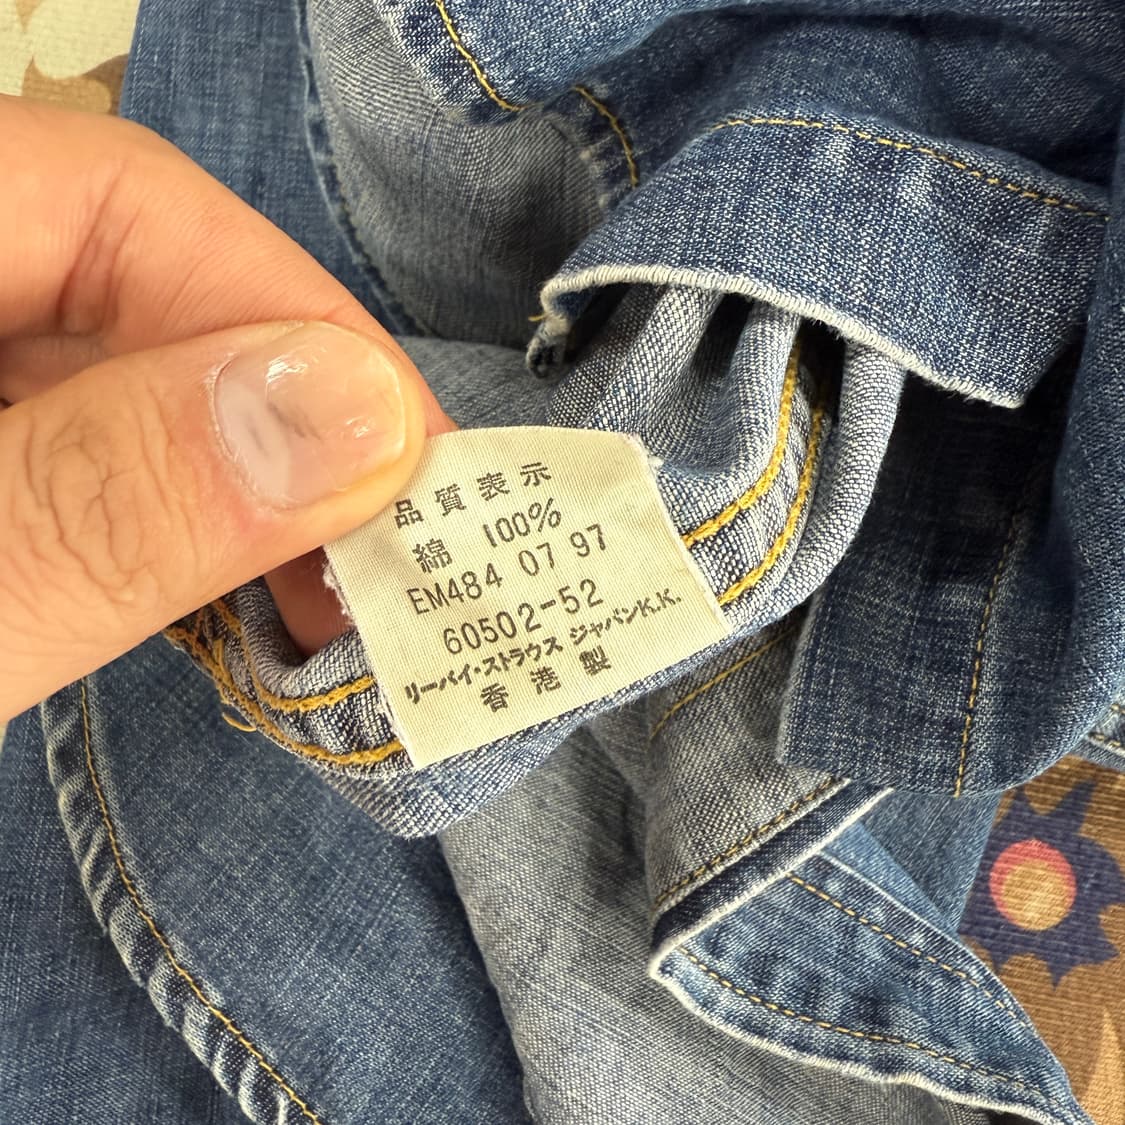 品質表示
綿 100%
EM484 07 97
60502-52
リーバイ・ストラウス ジャパンK.K.
香港製